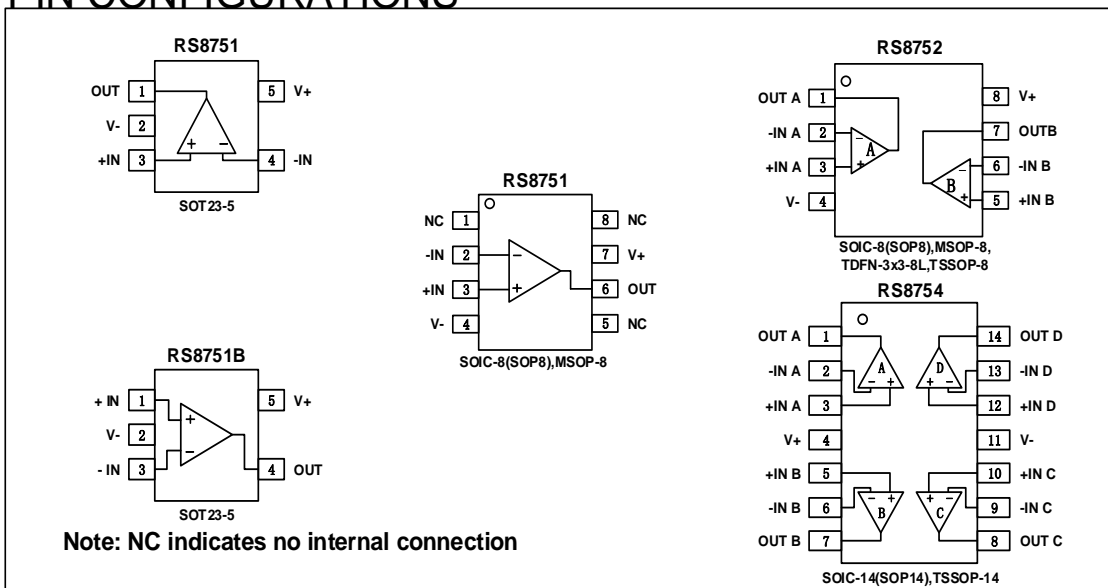 PIN CONFIGURATIONS
RS8751
OUT 1 5 V+
V- 2
+IN 3 + − 4 -IN
SOT23-5
RS8751
NC 1 8 NC
-IN 2 − 7 V+
+IN 3 + 6 OUT
V- 4 5 NC
SOIC-8(SOP8),MSOP-8
RS8751B
+ IN 1 + 5 V+
V- 2
- IN 3 − 4 OUT
SOT23-5
Note: NC indicates no internal connection
RS8752
OUT A 1 8 V+
-IN A 2 − A 7 OUTB
+IN A 3 + − 6 -IN B
V- 4 B + 5 +IN B
SOIC-8(SOP8),MSOP-8,
TDFN-3x3-8L,TSSOP-8
RS8754
OUT A 1 14 OUT D
-IN A 2 A D 13 -IN D
+IN A 3 − + + − 12 +IN D
V+ 4 11 V-
+IN B 5 10 +IN C
-IN B 6 − + + − 9 -IN C
OUT B 7 B C 8 OUT C
SOIC-14(SOP14),TSSOP-14